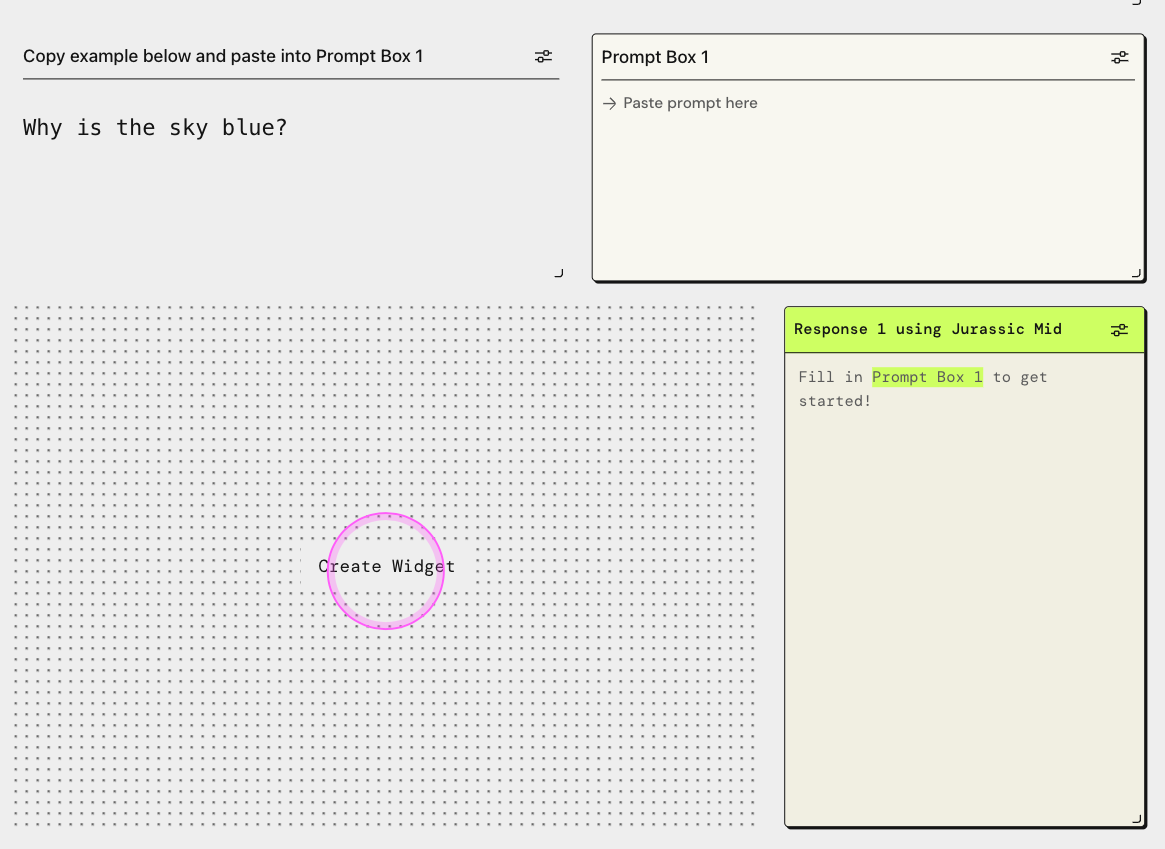 Copy example below and paste into Prompt Box 1
Why is the sky blue?
Prompt Box 1
→ Paste prompt here
Create Widget
Response 1 using Jurassic Mid
Fill in Prompt Box 1 to get
started!